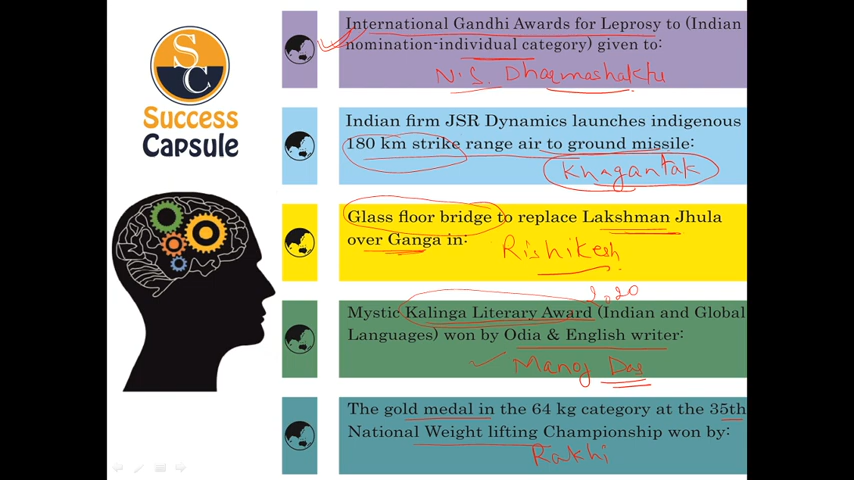 S
C
Success
Capsule
International Gandhi Awards for Leprosy to (Indian
nomination-individual category) given to:
N.S. Dharmashaktu
Indian firm JSR Dynamics launches indigenous
180 km strike range air to ground missile:
Khagantak
Glass floor bridge to replace Lakshman Jhula
over Ganga in:
Rishikesh
2020
Mystic Kalinga Literary Award (Indian and Global
Languages) won by Odia & English writer:
Manoj Das
The gold medal in the 64 kg category at the 35th
National Weight lifting Championship won by:
Rakhi